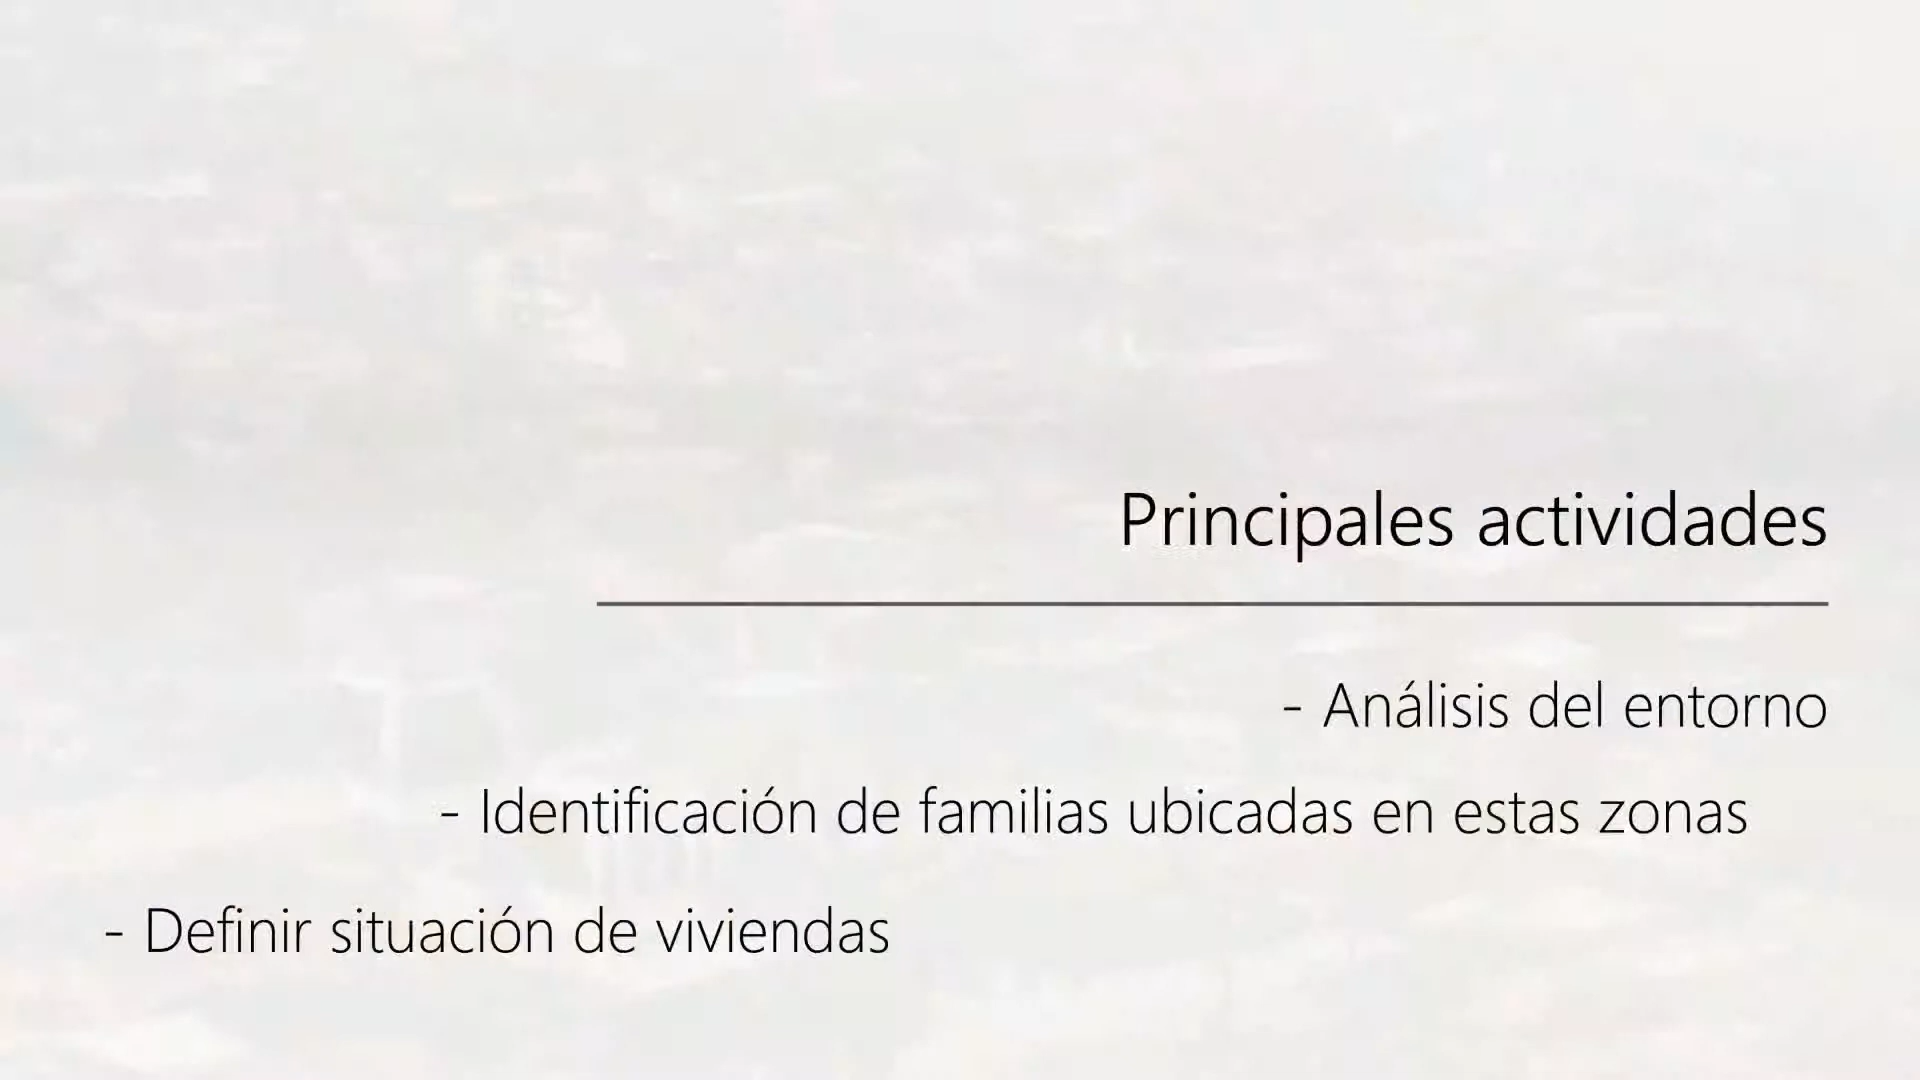 Principales actividades
- Análisis del entorno
- Identificación de familias ubicadas en estas zonas
- Definir situación de viviendas